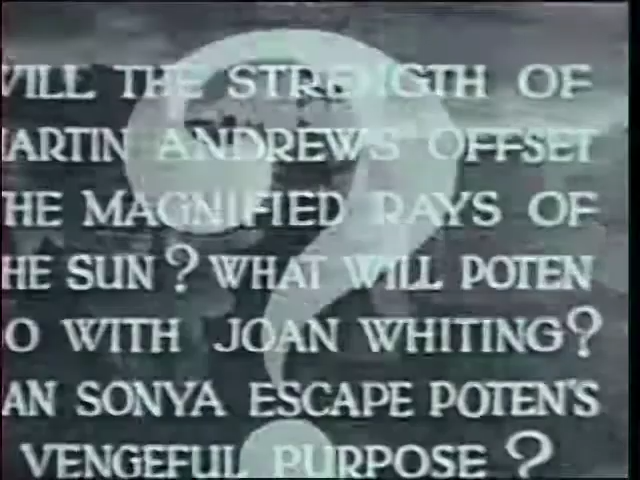 VILL THE STRENGTH OF
ARTIN ANDREWS OFFSET
HE MAGNIFIED RAYS OF
HE SUN? WHAT WILL POTEN
O WITH JOAN WHITING?
AN SONYA ESCAPE POTEN'S
VENGEFUL PURPOSE?